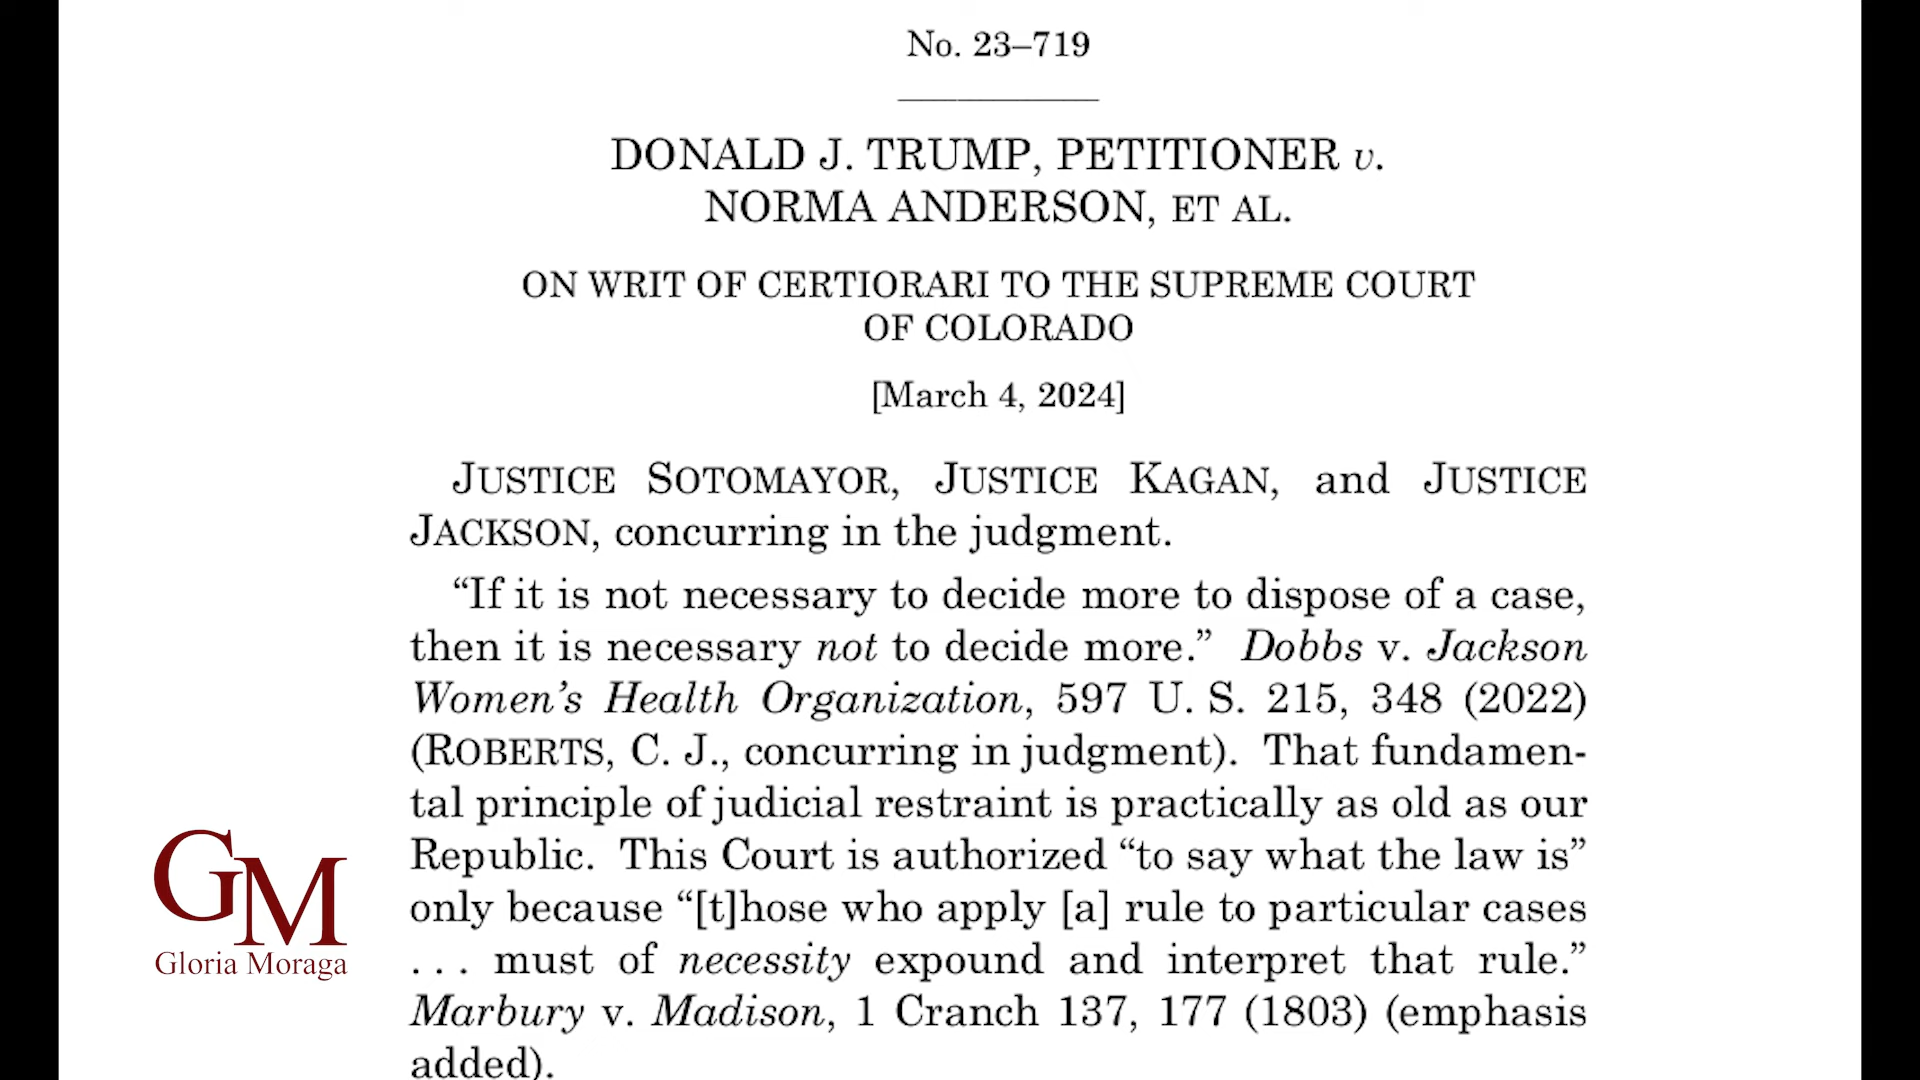 No. 23–719
DONALD J. TRUMP, PETITIONER v.
NORMA ANDERSON, ET AL.
ON WRIT OF CERTIORARI TO THE SUPREME COURT
OF COLORADO
[March 4, 2024]
JUSTICE SOTOMAYOR, JUSTICE KAGAN, and JUSTICE
JACKSON, concurring in the judgment.
“If it is not necessary to decide more to dispose of a case,
then it is necessary not to decide more.” Dobbs v. Jackson
Women’s Health Organization, 597 U. S. 215, 348 (2022)
(ROBERTS, C. J., concurring in judgment). That fundamen-
tal principle of judicial restraint is practically as old as our
Republic. This Court is authorized “to say what the law is”
only because “[t]hose who apply [a] rule to particular cases
. . . must of necessity expound and interpret that rule.”
Marbury v. Madison, 1 Cranch 137, 177 (1803) (emphasis
added).
GM
Gloria Moraga